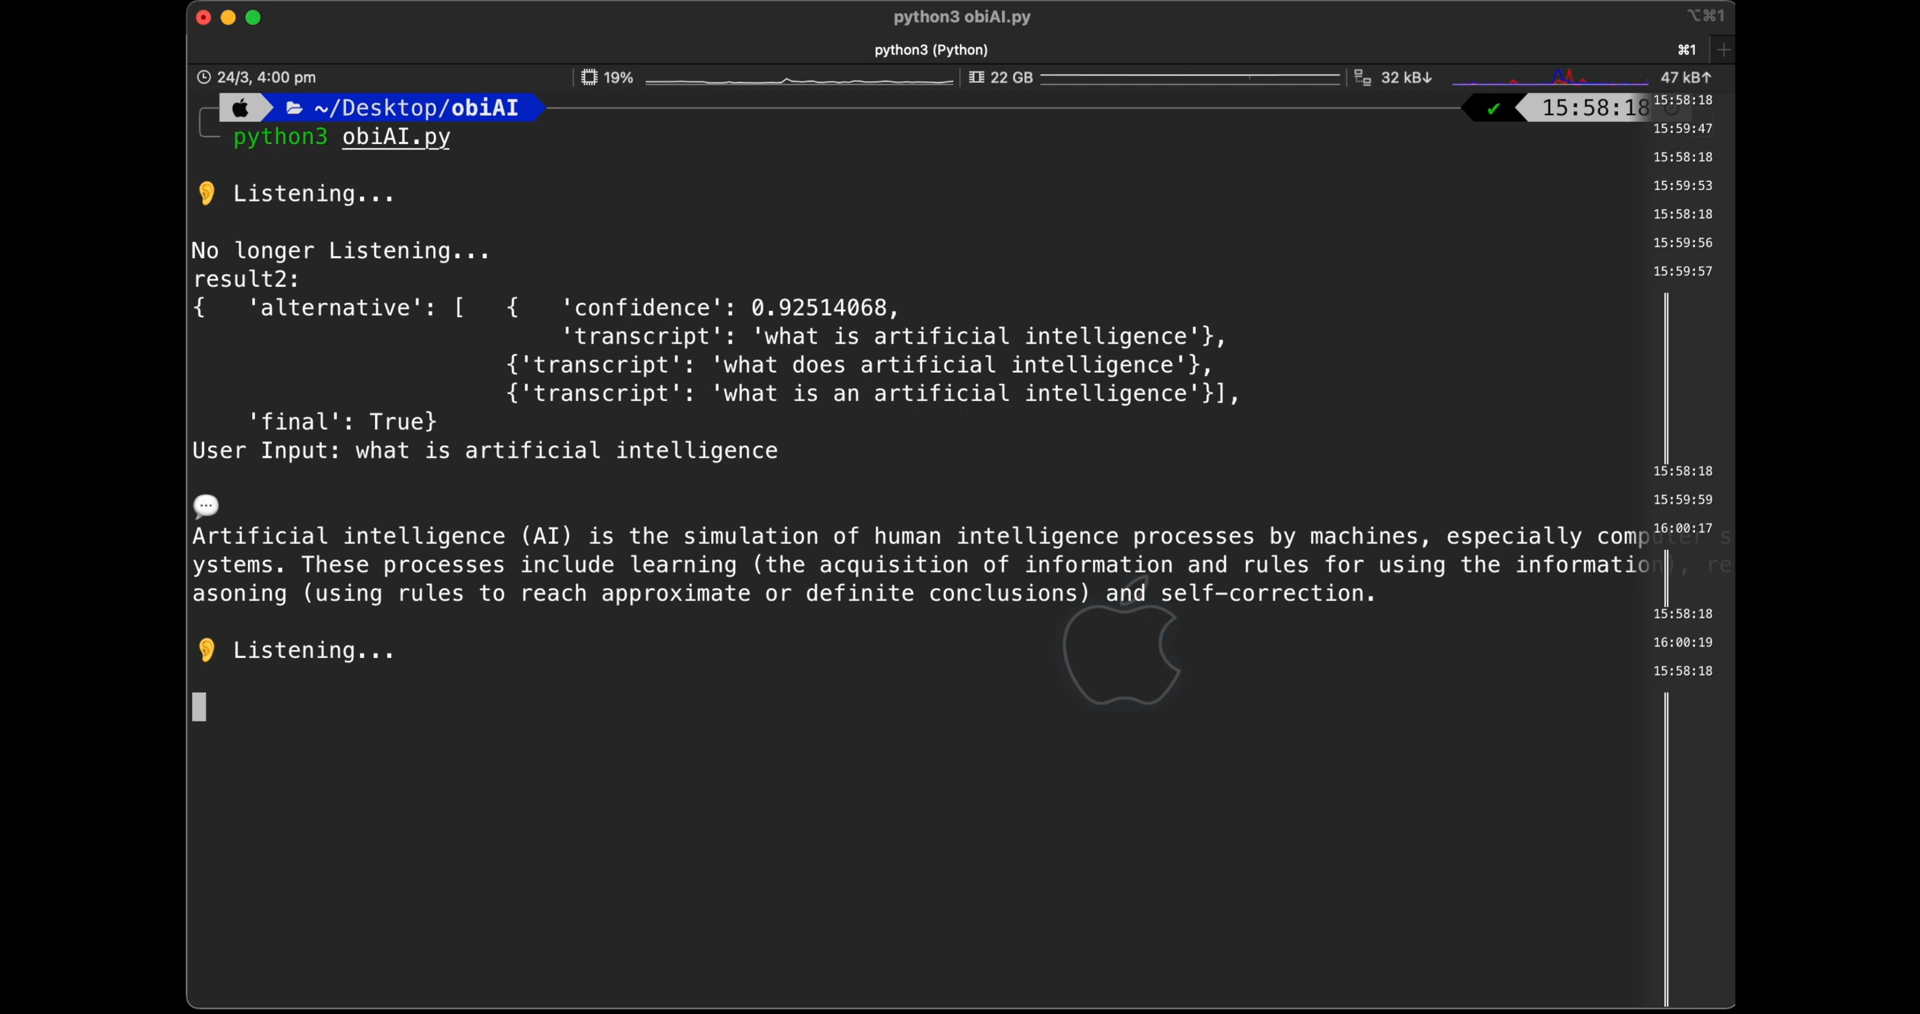 python3 obiAI.py
⌥⌘1
python3 (Python)
⌘1
24/3, 4:00 pm 19% 22 GB 32 kB↓ 47 kB↑
~/Desktop/obiAI ✔ 15:58:18 15:58:18
python3 obiAI.py 15:59:47
15:58:18
👂 Listening... 15:59:53
15:58:18
No longer Listening... 15:59:56
result2: 15:59:57
{   'alternative': [   {   'confidence': 0.92514068,
'transcript': 'what is artificial intelligence'},
{'transcript': 'what does artificial intelligence'},
{'transcript': 'what is an artificial intelligence'}],
'final': True}
User Input: what is artificial intelligence
15:58:18
💬 15:59:59
Artificial intelligence (AI) is the simulation of human intelligence processes by machines, especially computer s 16:00:17
ystems. These processes include learning (the acquisition of information and rules for using the information), re
asoning (using rules to reach approximate or definite conclusions) and self-correction.
15:58:18
👂 Listening... 16:00:19
15:58:18